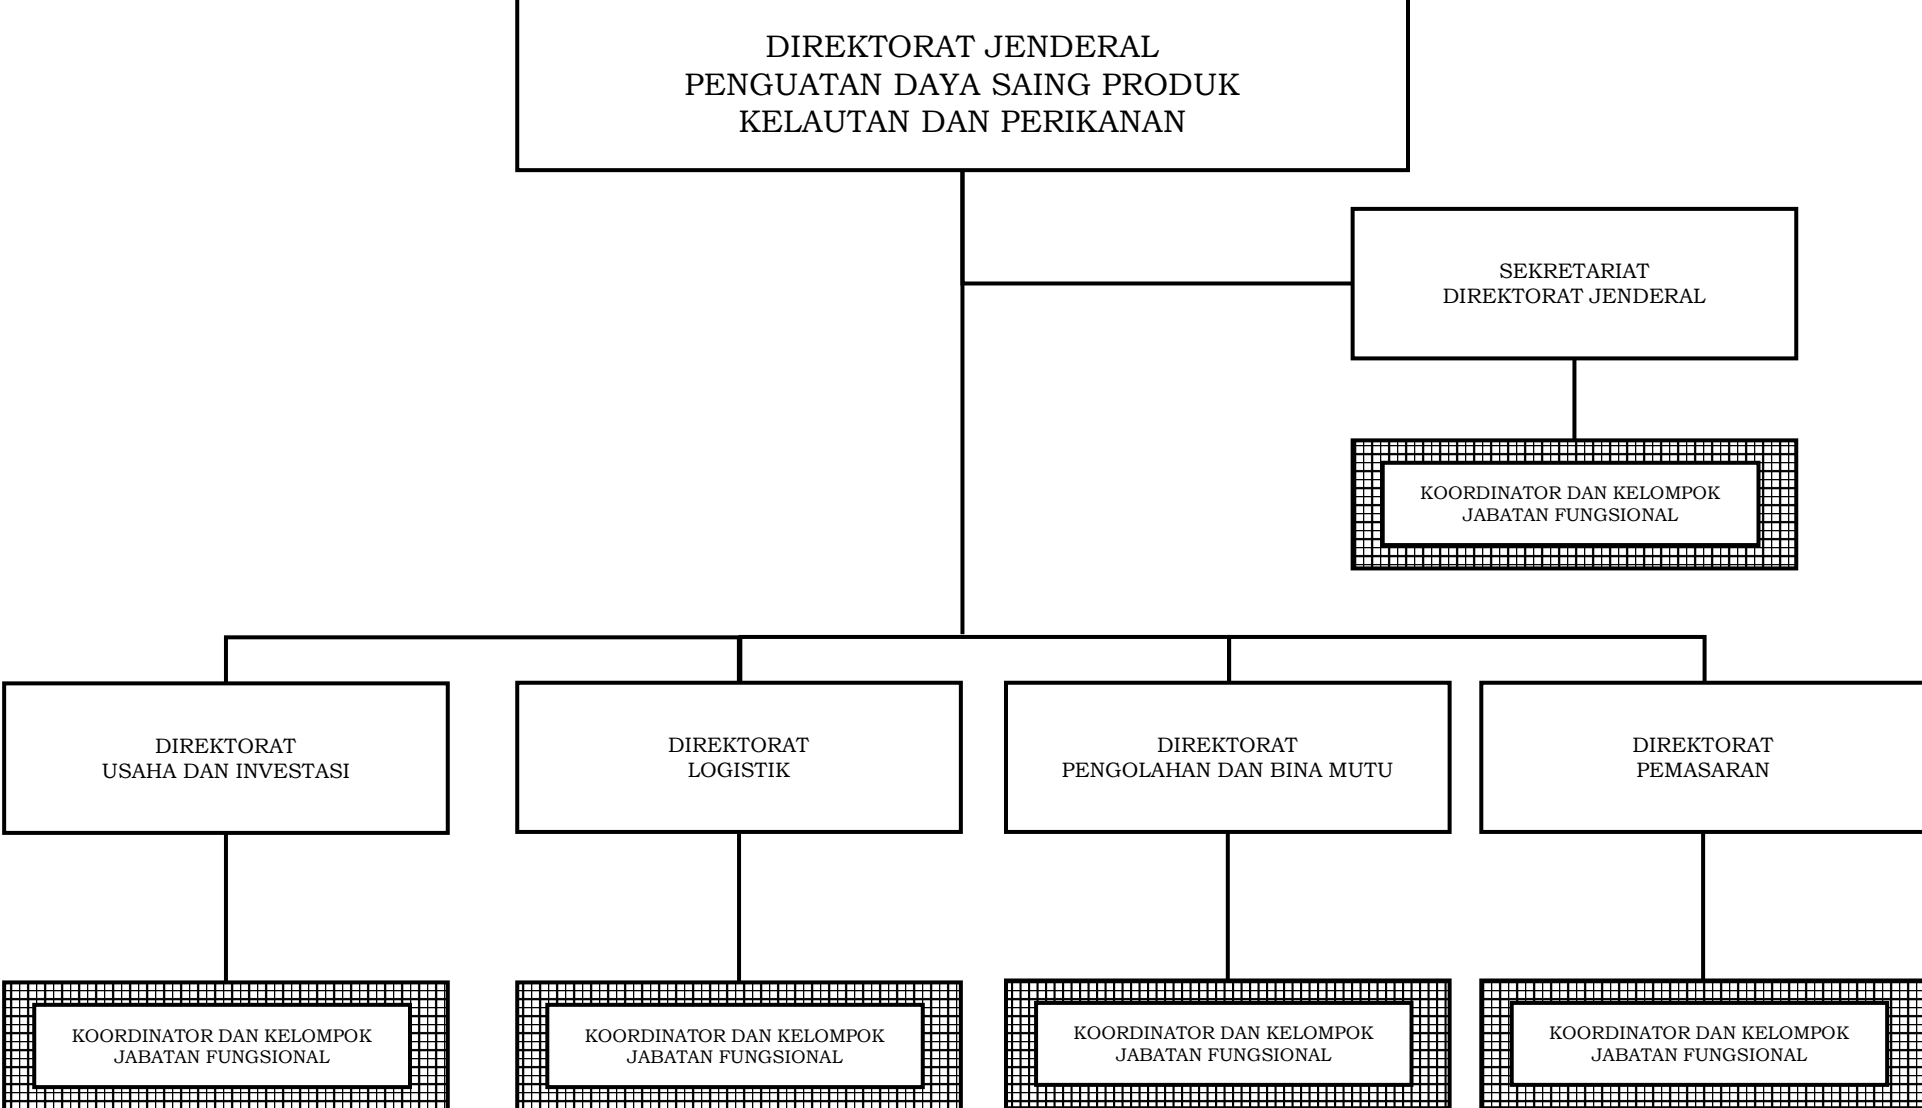 DIREKTORAT JENDERAL
PENGUATAN DAYA SAING PRODUK
KELAUTAN DAN PERIKANAN
SEKRETARIAT
DIREKTORAT JENDERAL
KOORDINATOR DAN KELOMPOK
JABATAN FUNGSIONAL
DIREKTORAT
USAHA DAN INVESTASI
DIREKTORAT
LOGISTIK
DIREKTORAT
PENGOLAHAN DAN BINA MUTU
DIREKTORAT
PEMASARAN
KOORDINATOR DAN KELOMPOK
JABATAN FUNGSIONAL
KOORDINATOR DAN KELOMPOK
JABATAN FUNGSIONAL
KOORDINATOR DAN KELOMPOK
JABATAN FUNGSIONAL
KOORDINATOR DAN KELOMPOK
JABATAN FUNGSIONAL